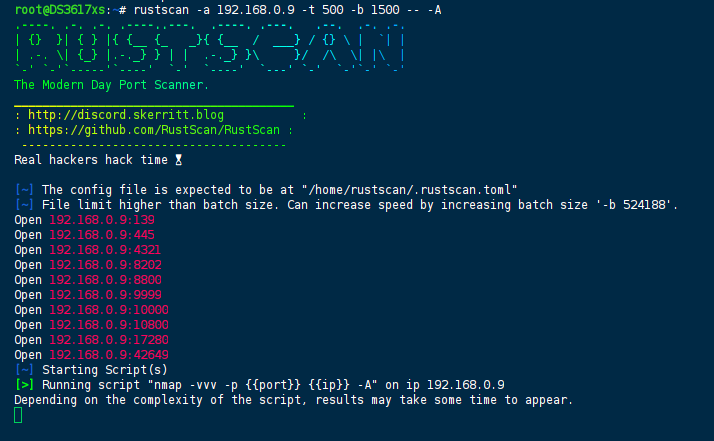 root@DS3617xs:~# rustscan -a 192.168.0.9 -t 500 -b 1500 -- -A
.----. .-. .-. .----..---.  .----. .---.   .--.  .-. .-.
| {}  }| { } |{ {__ {_   _}{ {__  /  ___} / {} \ |  `| |
| .-. \| {_} |.-._} } | |  .-._} }\     }/  /\  \| |\  |
`-' `-'`-----'`----'  `-'  `----'  `---' `-'  `-'`-' `-'
The Modern Day Port Scanner.
________________________________________
: http://discord.skerritt.blog           :
: https://github.com/RustScan/RustScan :
 --------------------------------------
Real hackers hack time ⌛
[~] The config file is expected to be at "/home/rustscan/.rustscan.toml"
[~] File limit higher than batch size. Can increase speed by increasing batch size '-b 524188'.
Open 192.168.0.9:139
Open 192.168.0.9:445
Open 192.168.0.9:4321
Open 192.168.0.9:8202
Open 192.168.0.9:8800
Open 192.168.0.9:9999
Open 192.168.0.9:10000
Open 192.168.0.9:10800
Open 192.168.0.9:17280
Open 192.168.0.9:42649
[~] Starting Script(s)
[>] Running script "nmap -vvv -p {{port}} {{ip}} -A" on ip 192.168.0.9
Depending on the complexity of the script, results may take some time to appear.